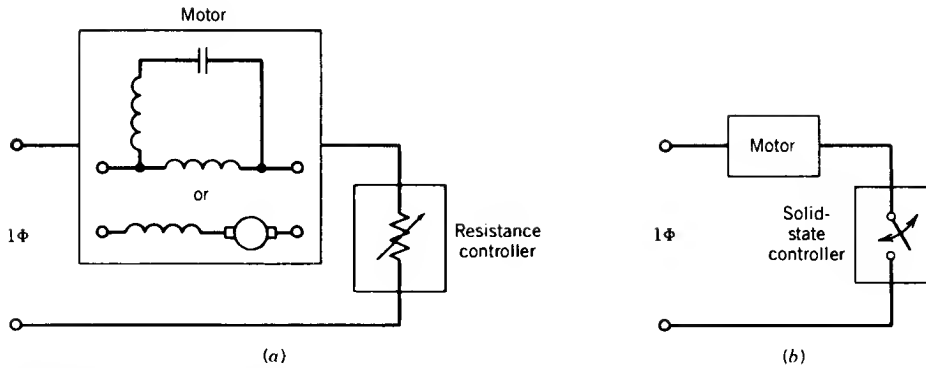 Motor
or
1Φ
Resistance
controller
(a)
Motor
1Φ
Solid-
state
controller
(b)